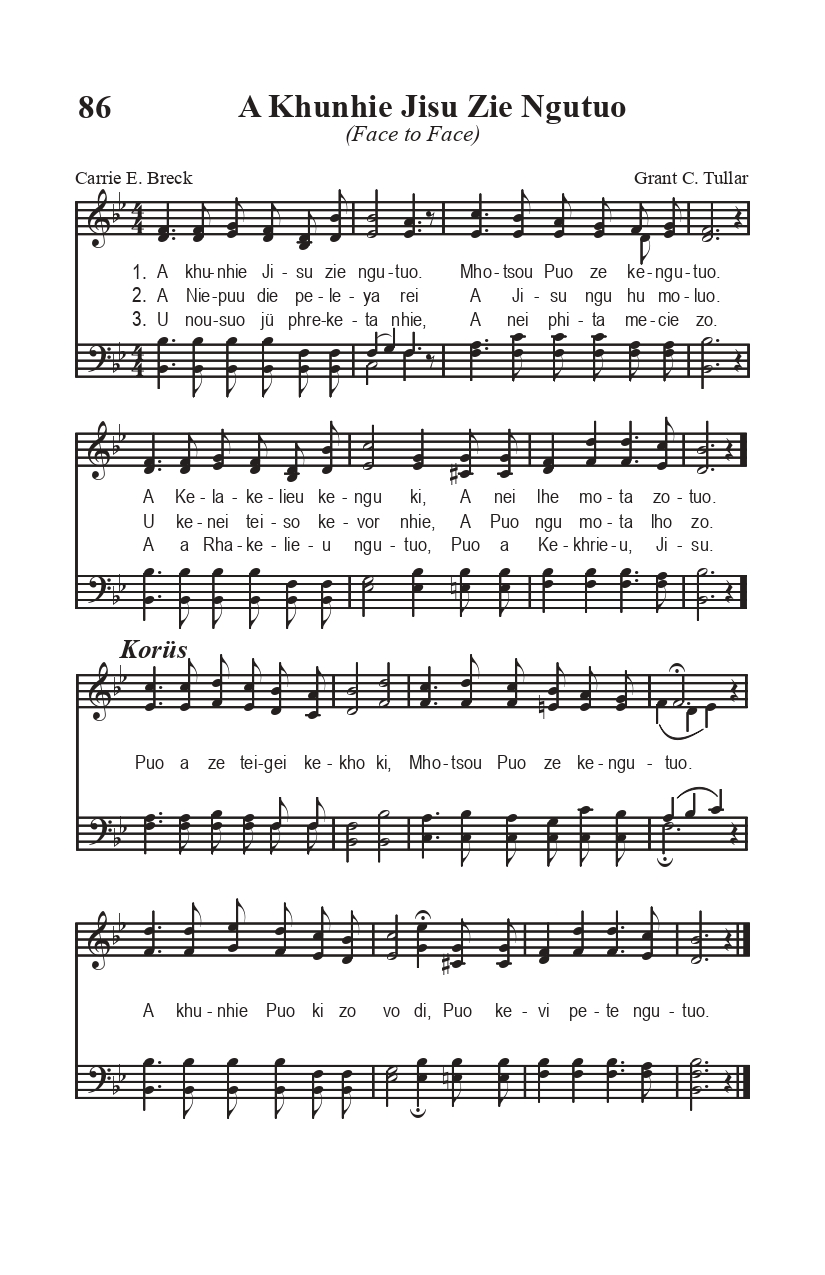 86
A Khunhie Jisu Zie Ngutuo
(Face to Face)
Carrie E. Breck
Grant C. Tullar
1. A khu-nhie Ji - su zie ngu-tuo. Mho-tsou Puo ze ke-ngu-tuo.
2. A Nie-puu die pe-le-ya rei A Ji - su ngu hu mo-luo.
3. U nou-suo jü phre-ke - ta nhie, A nei phi - ta me-cie zo.
A Ke-la-ke-lieu ke-ngu ki, A nei lhe mo-ta zo-tuo.
U ke-nei tei-so ke-vor nhie, A Puo ngu mo-ta lho zo.
A a Rha-ke-lie-u ngu-tuo, Puo a Ke-khrie-u, Ji - su.
Korüs
Puo a ze tei-gei ke-kho ki, Mho-tsou Puo ze ke-ngu - tuo.
A khu-nhie Puo ki zo vo di, Puo ke - vi pe-te ngu-tuo.